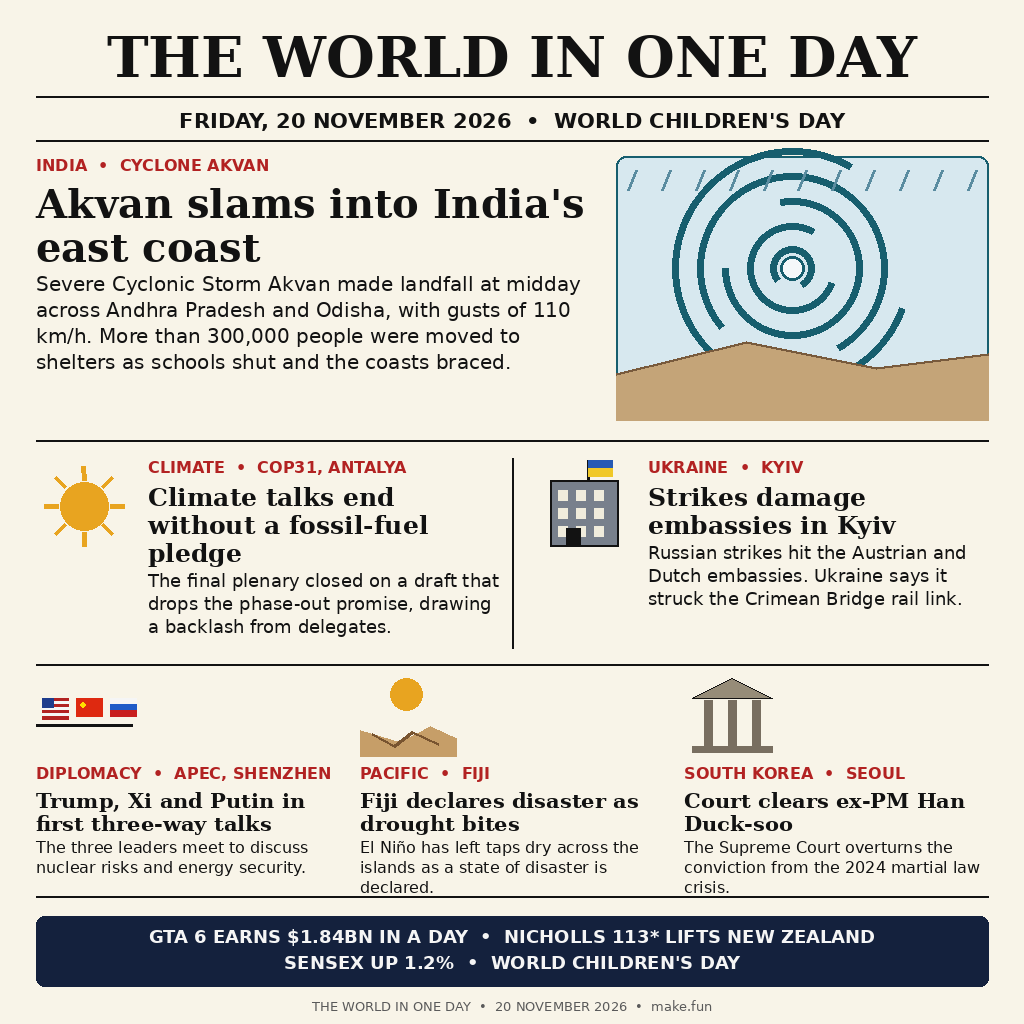 THE WORLD IN ONE DAY
FRIDAY, 20 NOVEMBER 2026 • WORLD CHILDREN'S DAY
INDIA • CYCLONE AKVAN
Akvan slams into India's
east coast
Severe Cyclonic Storm Akvan made landfall at midday
across Andhra Pradesh and Odisha, with gusts of 110
km/h. More than 300,000 people were moved to
shelters as schools shut and the coasts braced.
CLIMATE • COP31, ANTALYA
Climate talks end
without a fossil-fuel
pledge
The final plenary closed on a draft that
drops the phase-out promise, drawing
a backlash from delegates.
UKRAINE • KYIV
Strikes damage
embassies in Kyiv
Russian strikes hit the Austrian and
Dutch embassies. Ukraine says it
struck the Crimean Bridge rail link.
DIPLOMACY • APEC, SHENZHEN
Trump, Xi and Putin in
first three-way talks
The three leaders meet to discuss
nuclear risks and energy security.
PACIFIC • FIJI
Fiji declares disaster as
drought bites
El Niño has left taps dry across the
islands as a state of disaster is
declared.
SOUTH KOREA • SEOUL
Court clears ex-PM Han
Duck-soo
The Supreme Court overturns the
conviction from the 2024 martial law
crisis.
GTA 6 EARNS $1.84BN IN A DAY • NICHOLLS 113* LIFTS NEW ZEALAND
SENSEX UP 1.2% • WORLD CHILDREN'S DAY
THE WORLD IN ONE DAY • 20 NOVEMBER 2026 • make.fun